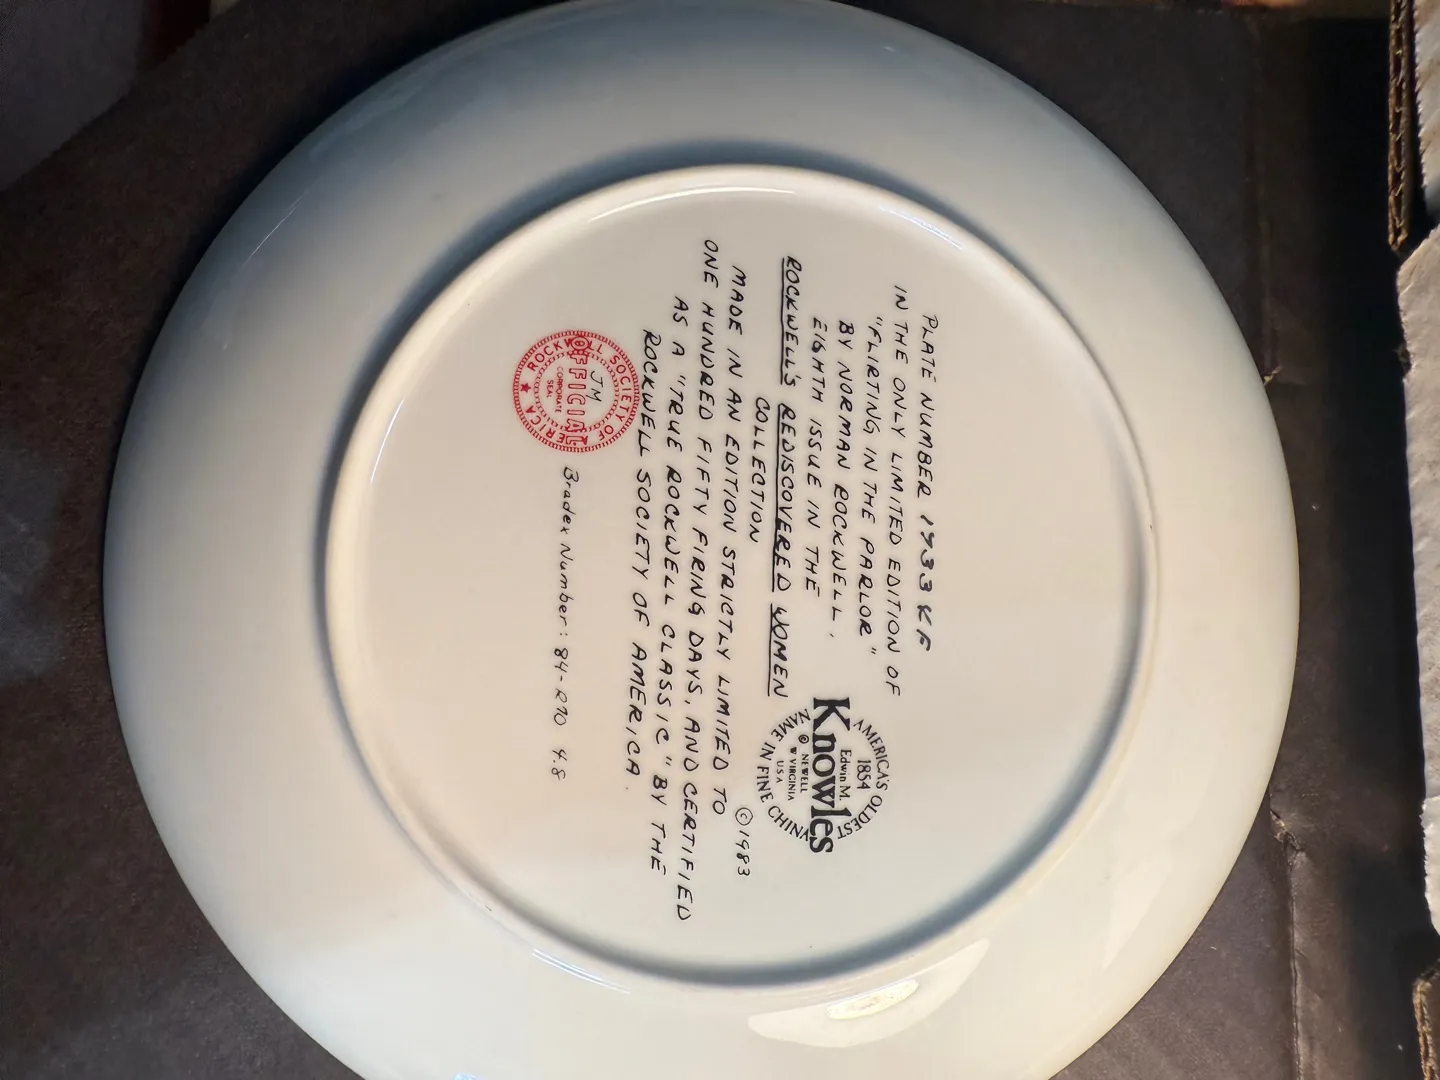 PLATE NUMBER 1733 KF
IN THE ONLY LIMITED EDITION OF
"FLIRTING IN THE PARLOR"
BY NORMAN ROCKWELL,
EIGHTH ISSUE IN THE
ROCKWELL'S REDISCOVERED WOMEN
COLLECTION
AMERICA'S OLDEST
1854
Edwin M.
Knowles
© NEWELL
W VIRGINIA
USA
NAME IN FINE CHINA
© 1983
MADE IN AN EDITION STRICTLY LIMITED TO
ONE HUNDRED FIFTY FIRING DAYS, AND CERTIFIED
AS A "TRUE ROCKWELL CLASSIC" BY THE
ROCKWELL SOCIETY OF AMERICA.
ROCKWELL SOCIETY OF AMERICA ★
OFFICIAL
JM
CORPORATE
SEAL
Bradex Number: 84-R70 4.8